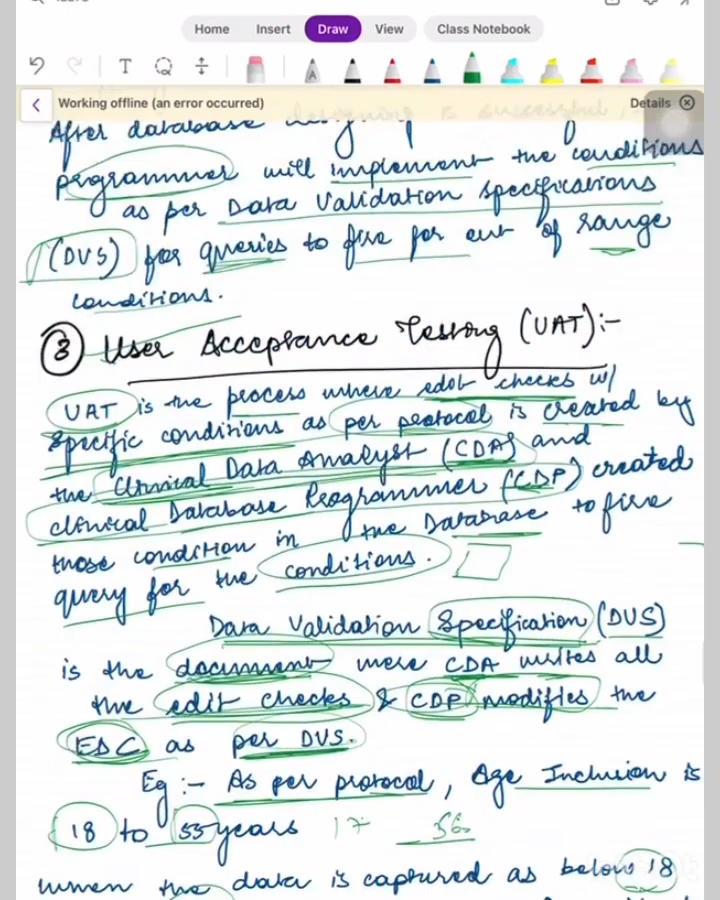 Home Insert Draw View Class Notebook
T
A
Working offline (an error occurred) Details
designing is successful,
After database
programmer will implement the conditions
as per Data Validation specifications
(DVS) for queries to fire for out of range
conditions.
③ User Acceptance Testing (UAT):-
UAT is the process where edit checks w/
specific conditions as per protocol is created by
the Clinical Data Analyst (CDA) and
Clinical Database Programmer (CDP) created
those condition in the Database to fire
query for the conditions.
Data Validation Specification (DVS)
is the document were CDA writes all
the edit checks & CDP modifies the
EDC as per DVS.
Eg :- As per protocol, Age Inclusion is
18 to 55 years 17 56
When the data is captured as below 18